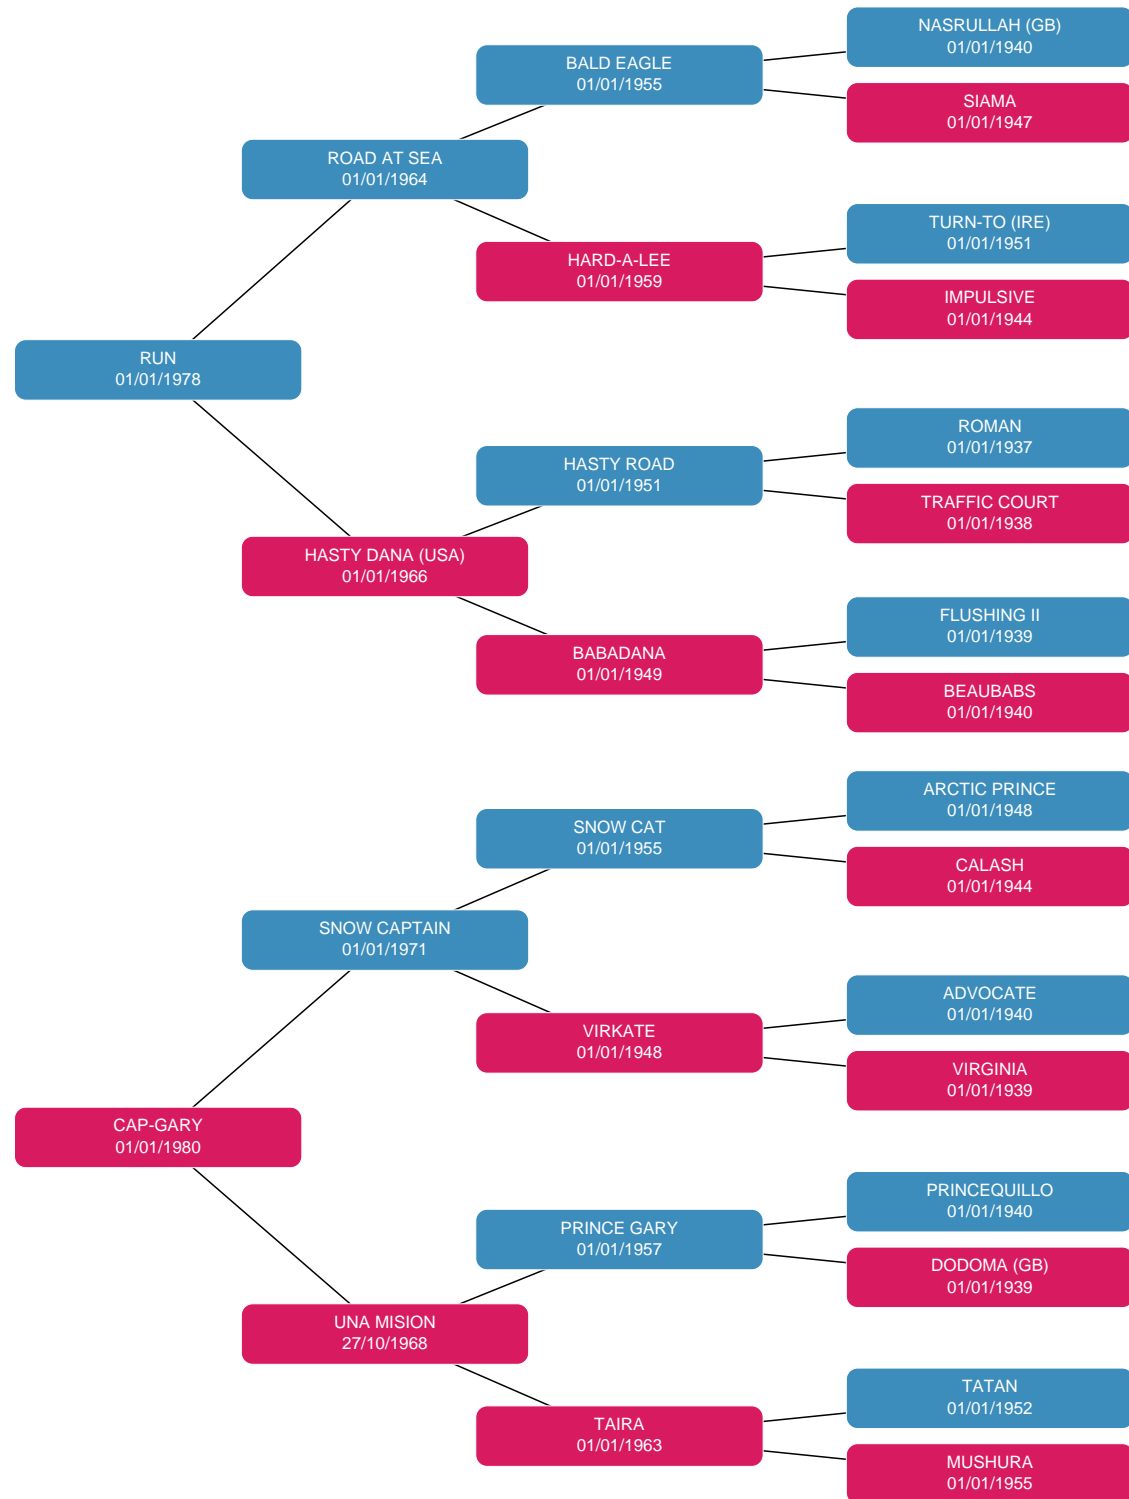 NASRULLAH (GB)
01/01/1940
BALD EAGLE
01/01/1955
SIAMA
01/01/1947
ROAD AT SEA
01/01/1964
TURN-TO (IRE)
01/01/1951
HARD-A-LEE
01/01/1959
IMPULSIVE
01/01/1944
RUN
01/01/1978
ROMAN
01/01/1937
HASTY ROAD
01/01/1951
TRAFFIC COURT
01/01/1938
HASTY DANA (USA)
01/01/1966
FLUSHING II
01/01/1939
BABADANA
01/01/1949
BEAUBABS
01/01/1940
ARCTIC PRINCE
01/01/1948
SNOW CAT
01/01/1955
CALASH
01/01/1944
SNOW CAPTAIN
01/01/1971
ADVOCATE
01/01/1940
VIRKATE
01/01/1948
VIRGINIA
01/01/1939
CAP-GARY
01/01/1980
PRINCEQUILLO
01/01/1940
PRINCE GARY
01/01/1957
DODOMA (GB)
01/01/1939
UNA MISION
27/10/1968
TATAN
01/01/1952
TAIRA
01/01/1963
MUSHURA
01/01/1955